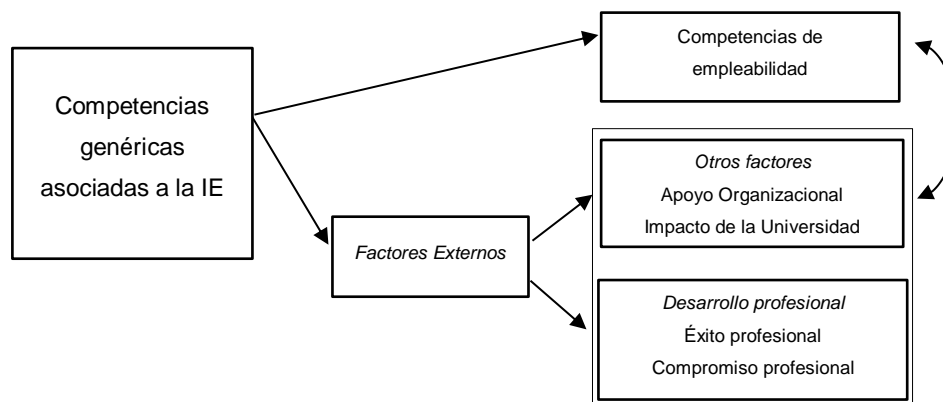 Competencias
genéricas
asociadas a la IE
Competencias de
empleabilidad
Factores Externos
Otros factores
Apoyo Organizacional
Impacto de la Universidad
Desarrollo profesional
Éxito profesional
Compromiso profesional